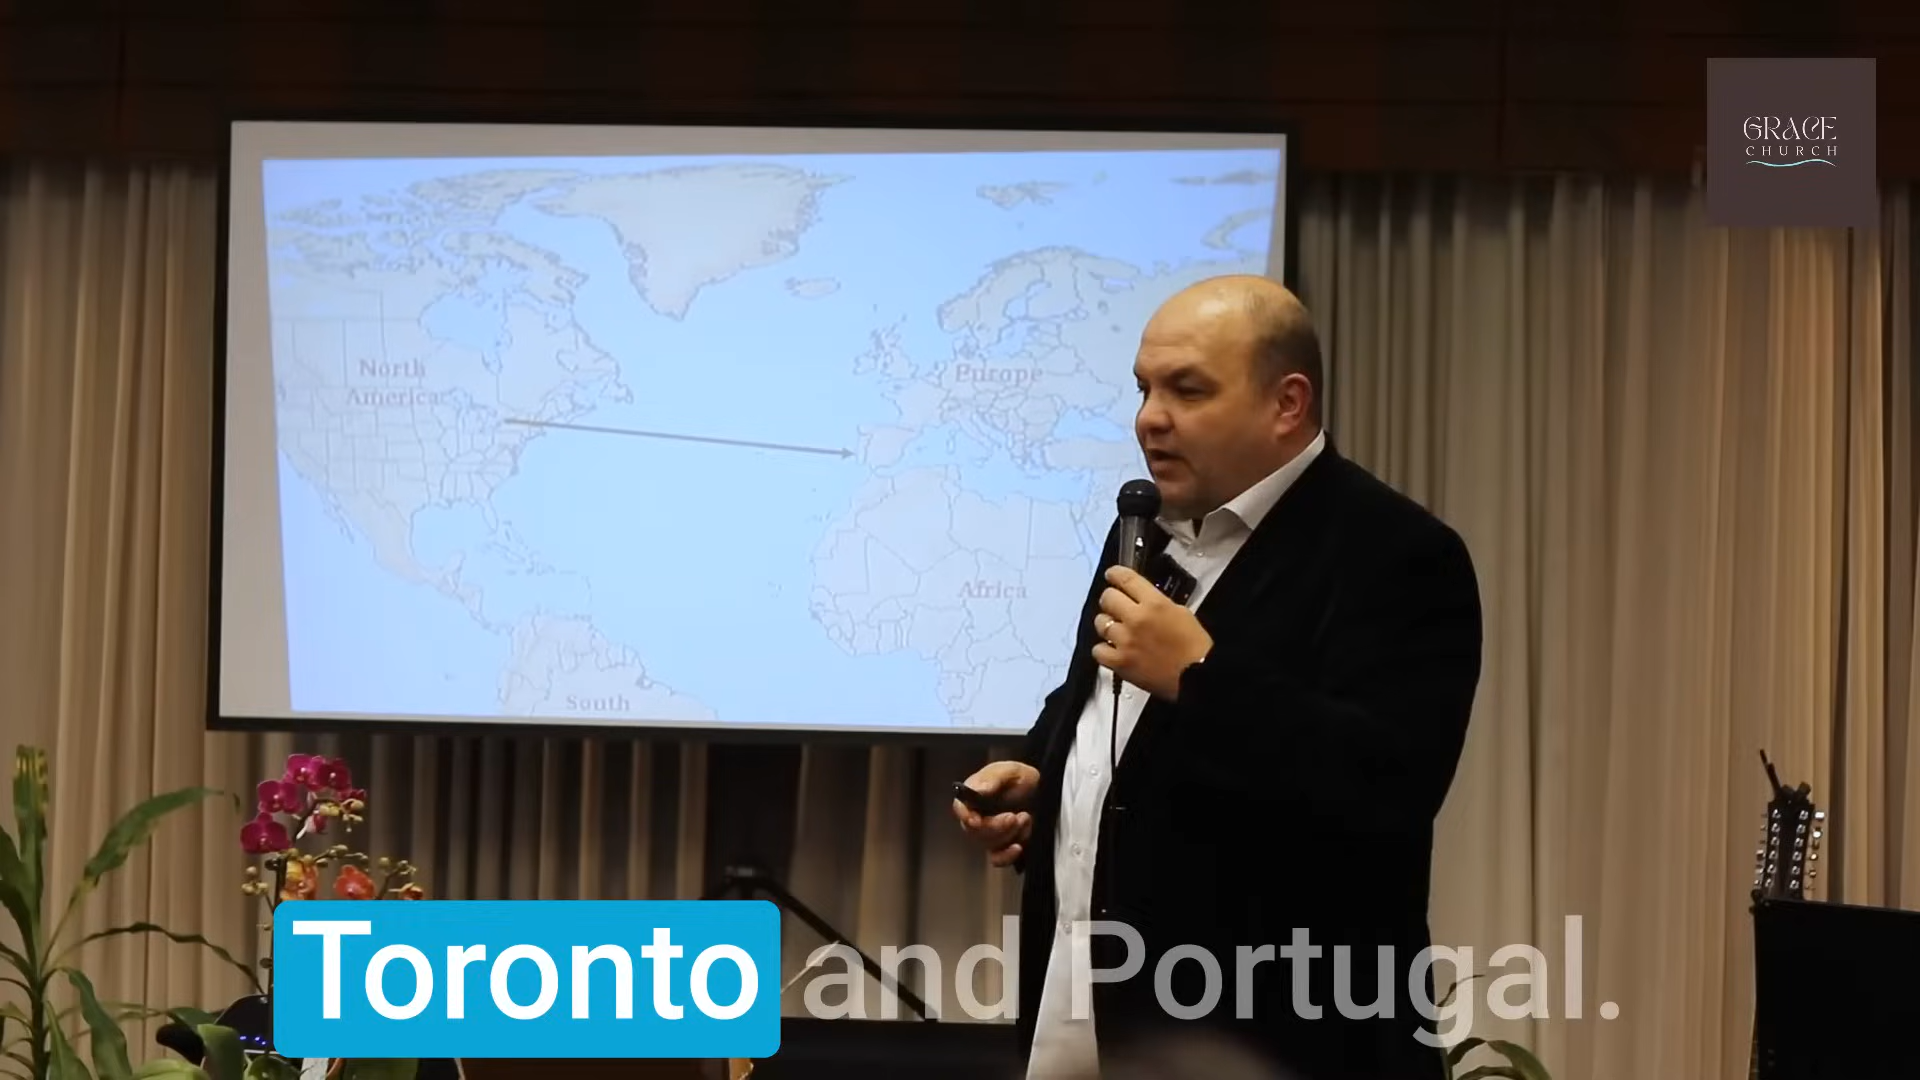 GRACE
CHURCH
North
America
Europe
Africa
South
Toronto and Portugal.